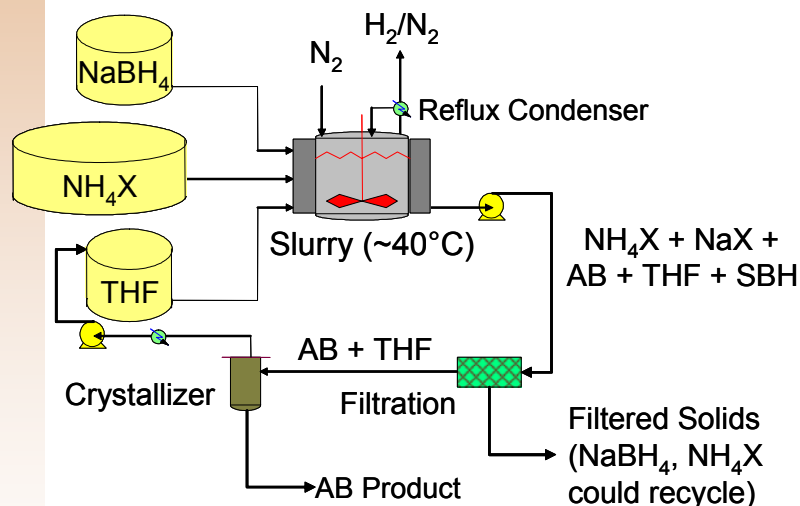 H₂/N₂
N₂
NaBH₄
Reflux Condenser
NH₄X
Slurry (~40°C)
NH₄X + NaX +
AB + THF + SBH
THF
AB + THF
Crystallizer
Filtration
Filtered Solids
(NaBH₄, NH₄X
could recycle)
AB Product